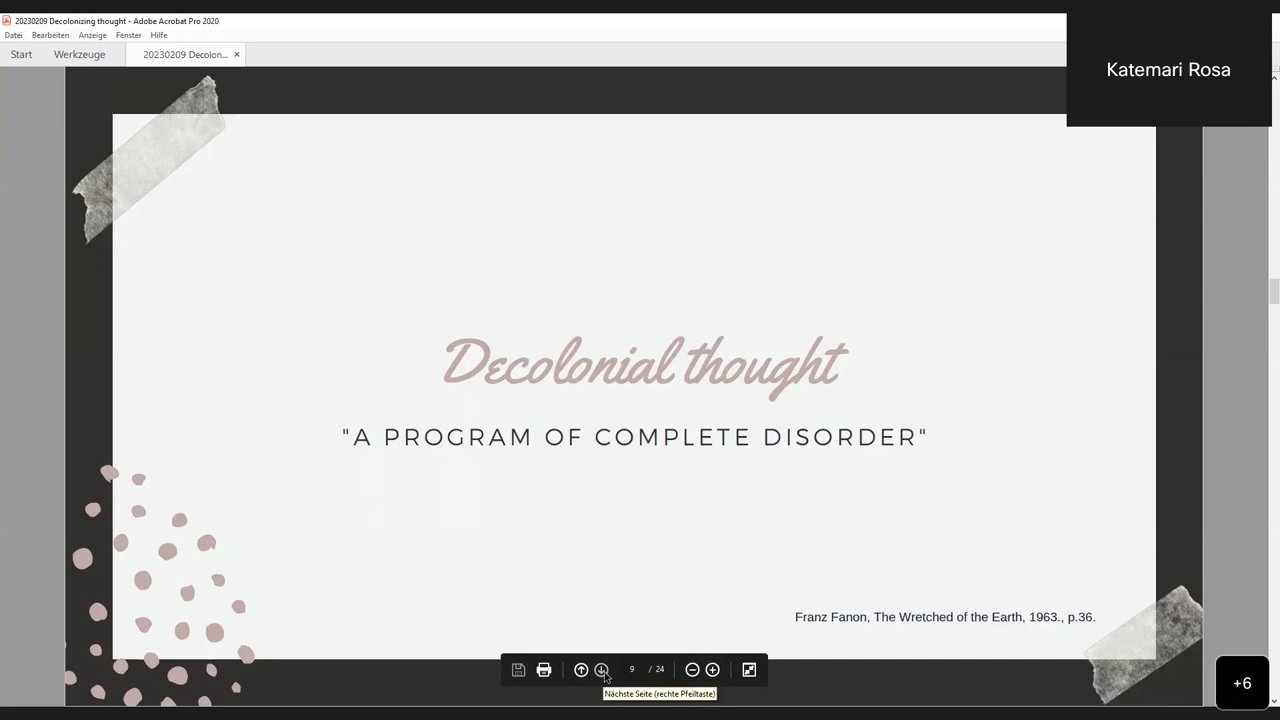 20230209 Decolonizing thought - Adobe Acrobat Pro 2020
Datei Bearbeiten Anzeige Fenster Hilfe
Start Werkzeuge 20230209 Decolon... ×
Katemari Rosa
Decolonial thought
"A PROGRAM OF COMPLETE DISORDER"
Franz Fanon, The Wretched of the Earth, 1963., p.36.
9 / 24
Nächste Seite (rechte Pfeiltaste)
+6